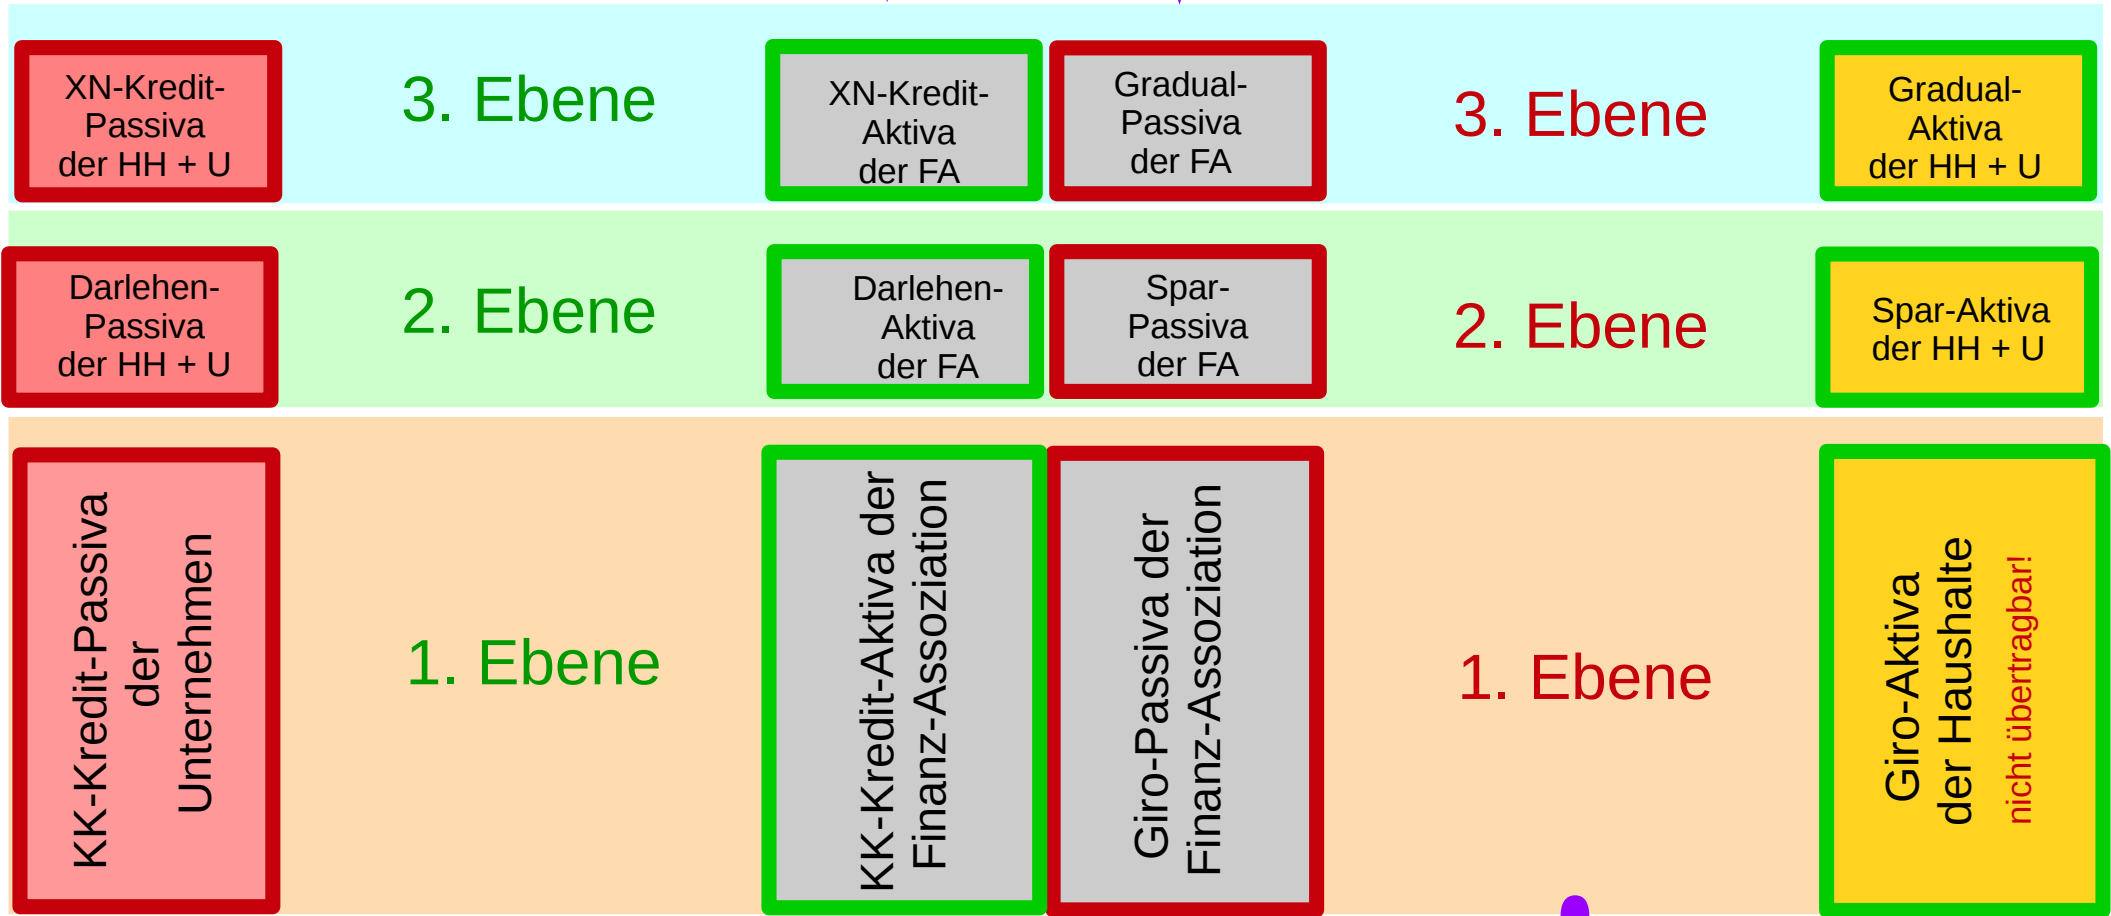 XN-Kredit-
Passiva
der HH + U
3. Ebene
XN-Kredit-
Aktiva
der FA
Gradual-
Passiva
der FA
3. Ebene
Gradual-
Aktiva
der HH + U
Darlehen-
Passiva
der HH + U
2. Ebene
Darlehen-
Aktiva
der FA
Spar-
Passiva
der FA
2. Ebene
Spar-Aktiva
der HH + U
KK-Kredit-Passiva
der
Unternehmen
1. Ebene
KK-Kredit-Aktiva der
Finanz-Assoziation
Giro-Passiva der
Finanz-Assoziation
1. Ebene
Giro-Aktiva
der Haushalte
nicht übertragbar!